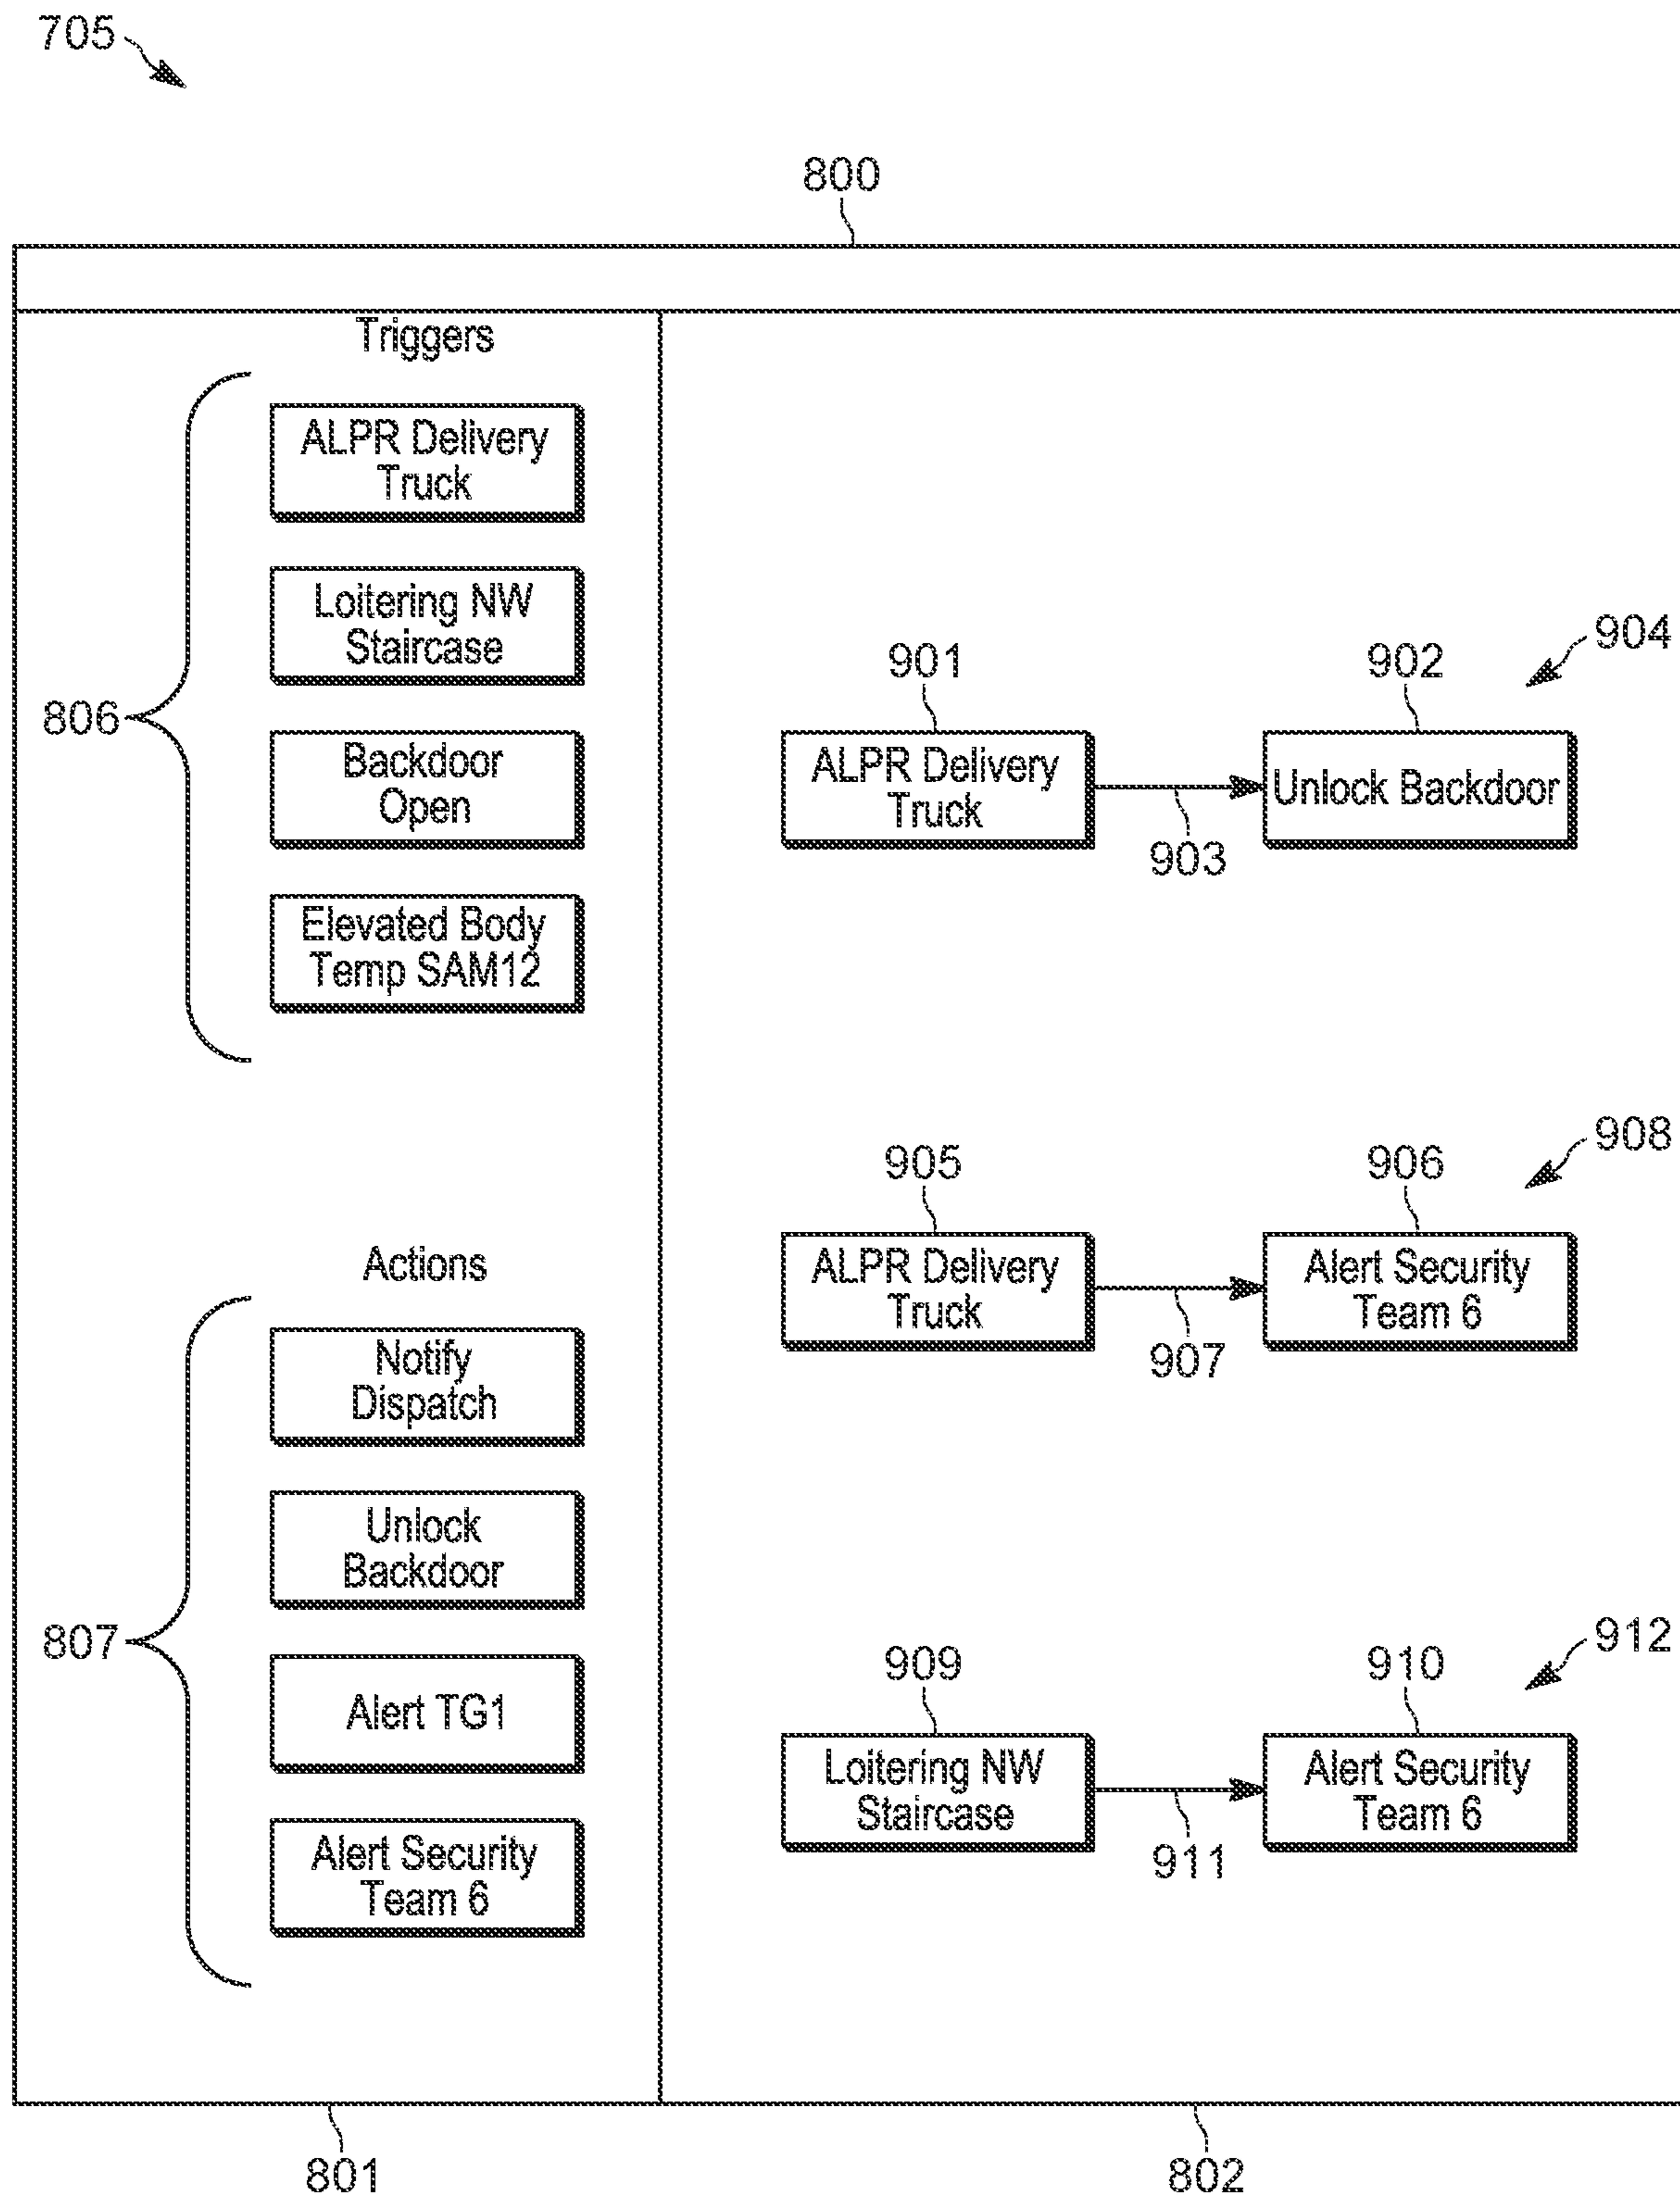 705
800
Triggers
ALPR Delivery
Truck
Loitering NW
Staircase
806
Backdoor
Open
Elevated Body
Temp SAM12
Actions
Notify
Dispatch
Unlock
Backdoor
807
Alert TG1
Alert Security
Team 6
904
901
902
ALPR Delivery
Truck
Unlock Backdoor
903
908
905
906
ALPR Delivery
Truck
Alert Security
Team 6
907
912
909
910
Loitering NW
Staircase
Alert Security
Team 6
911
801
802